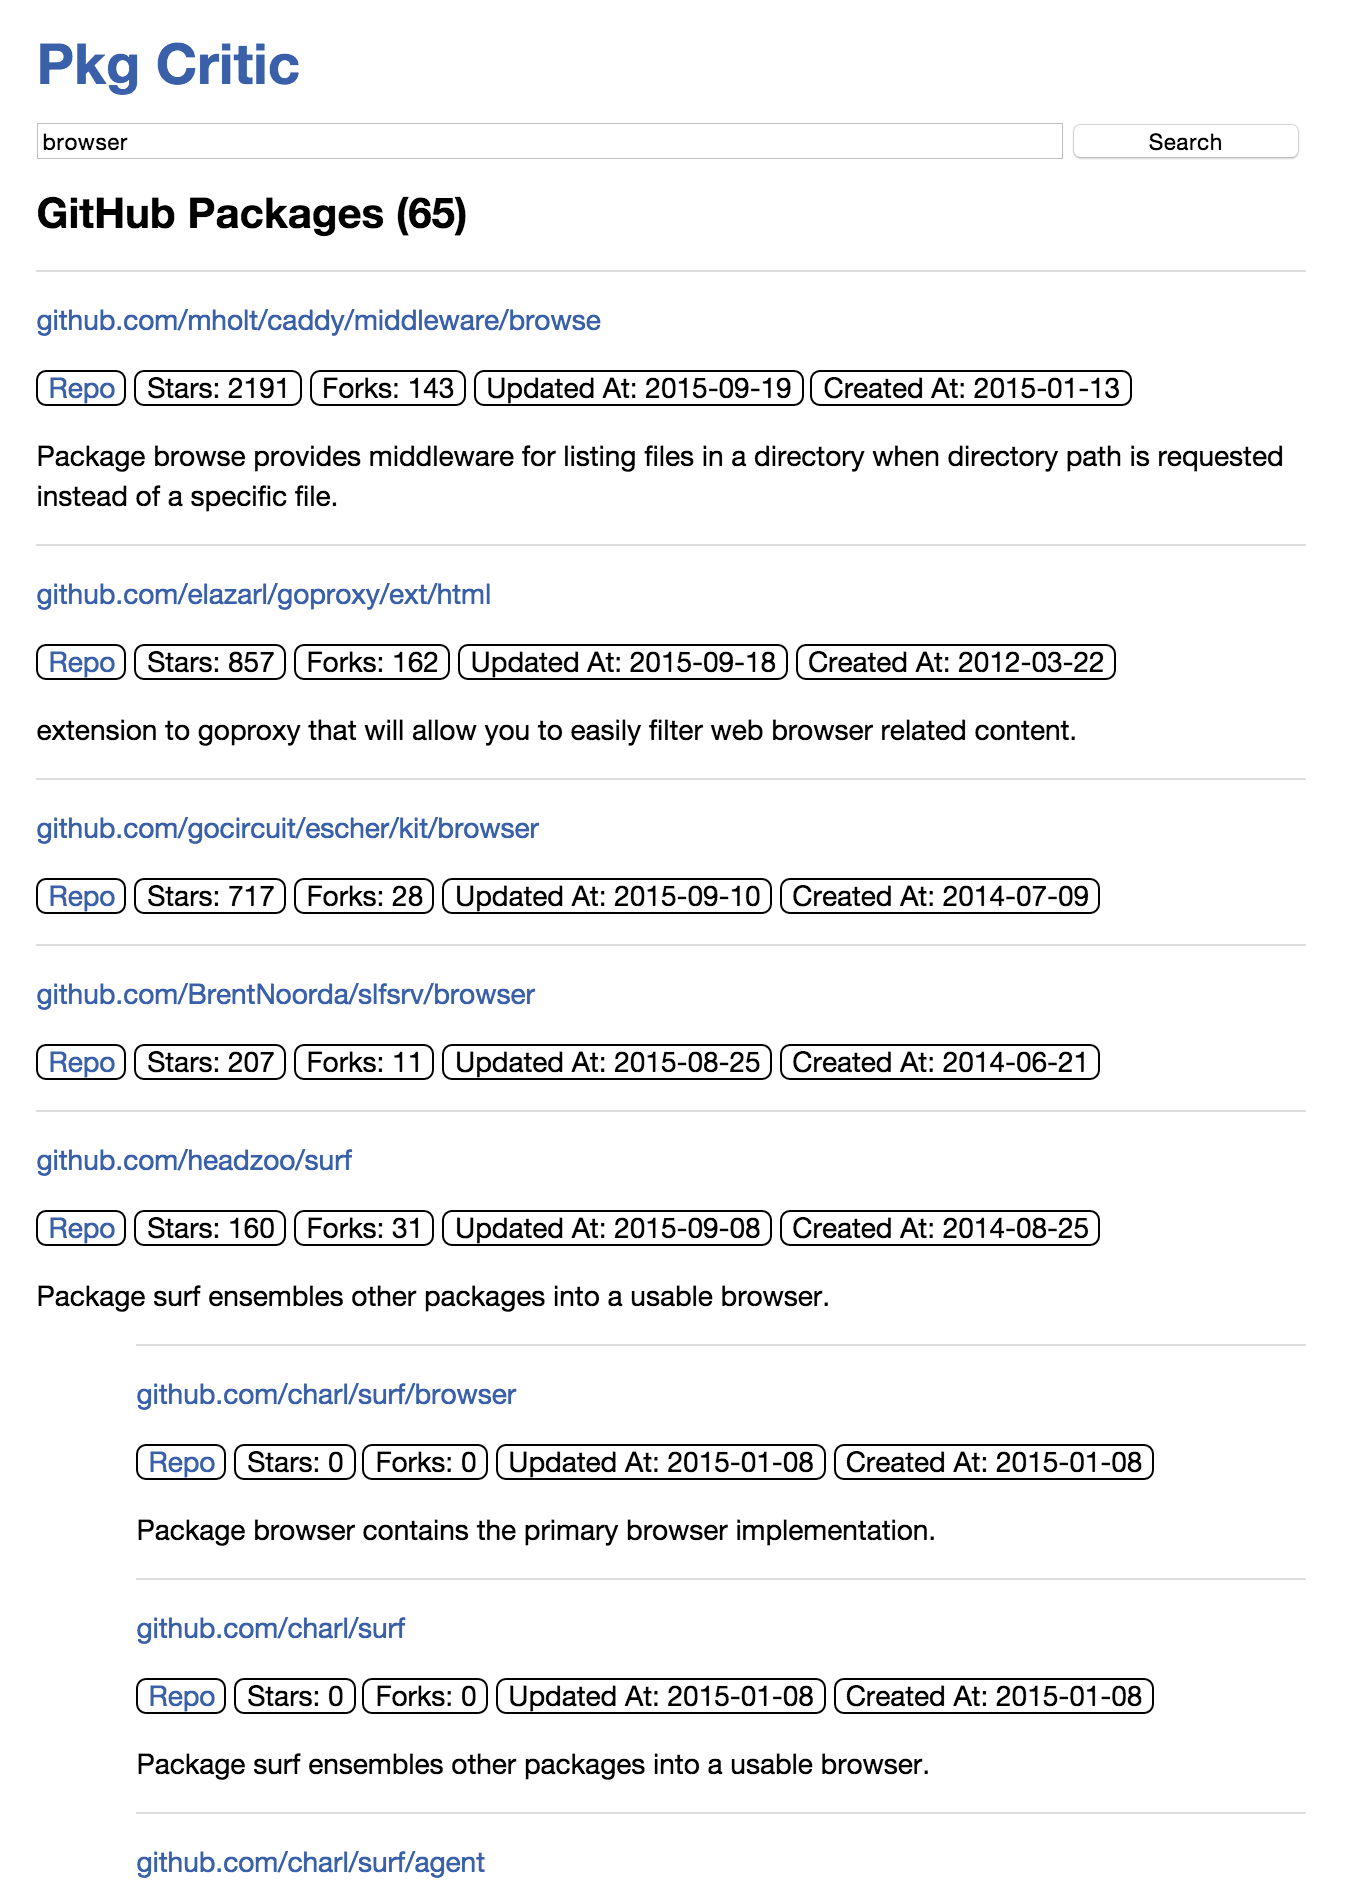 Pkg Critic
browser
Search
GitHub Packages (65)
github.com/mholt/caddy/middleware/browse
Repo Stars: 2191 Forks: 143 Updated At: 2015-09-19 Created At: 2015-01-13
Package browse provides middleware for listing files in a directory when directory path is requested
instead of a specific file.
github.com/elazarl/goproxy/ext/html
Repo Stars: 857 Forks: 162 Updated At: 2015-09-18 Created At: 2012-03-22
extension to goproxy that will allow you to easily filter web browser related content.
github.com/gocircuit/escher/kit/browser
Repo Stars: 717 Forks: 28 Updated At: 2015-09-10 Created At: 2014-07-09
github.com/BrentNoorda/slfsrv/browser
Repo Stars: 207 Forks: 11 Updated At: 2015-08-25 Created At: 2014-06-21
github.com/headzoo/surf
Repo Stars: 160 Forks: 31 Updated At: 2015-09-08 Created At: 2014-08-25
Package surf ensembles other packages into a usable browser.
github.com/charl/surf/browser
Repo Stars: 0 Forks: 0 Updated At: 2015-01-08 Created At: 2015-01-08
Package browser contains the primary browser implementation.
github.com/charl/surf
Repo Stars: 0 Forks: 0 Updated At: 2015-01-08 Created At: 2015-01-08
Package surf ensembles other packages into a usable browser.
github.com/charl/surf/agent